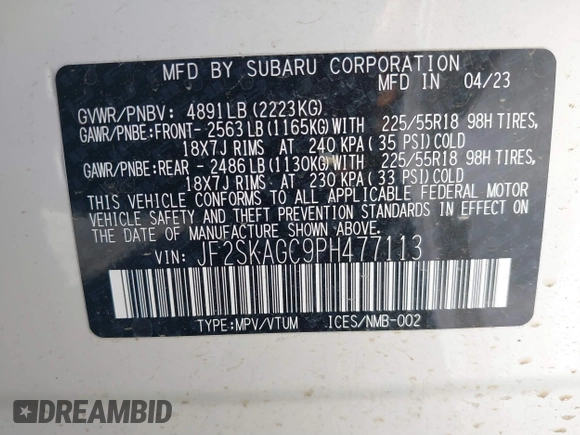 MFD BY SUBARU CORPORATION
MFD IN 04/23
GVWR/PNBV: 4891LB(2223KG)
GAWR/PNBE:FRONT-2563LB(1165KG)WITH 225/55R18 98H TIRES,
18X7J RIMS AT 240 KPA(35 PSI)COLD
GAWR/PNBE:REAR -2486LB(1130KG)WITH 225/55R18 98H TIRES,
18X7J RIMS AT 230 KPA(33 PSI)COLD
THIS VEHICLE CONFORMS TO ALL APPLICABLE FEDERAL MOTOR
VEHICLE SAFETY AND THEFT PREVENTION STANDARDS IN EFFECT ON
THE DATE OF MANUFACTURE SHOWN ABOVE.
VIN: JF2SKAGC9PH477113
TYPE:MPV/VTUM ICES/NMB-002
DREAMBID